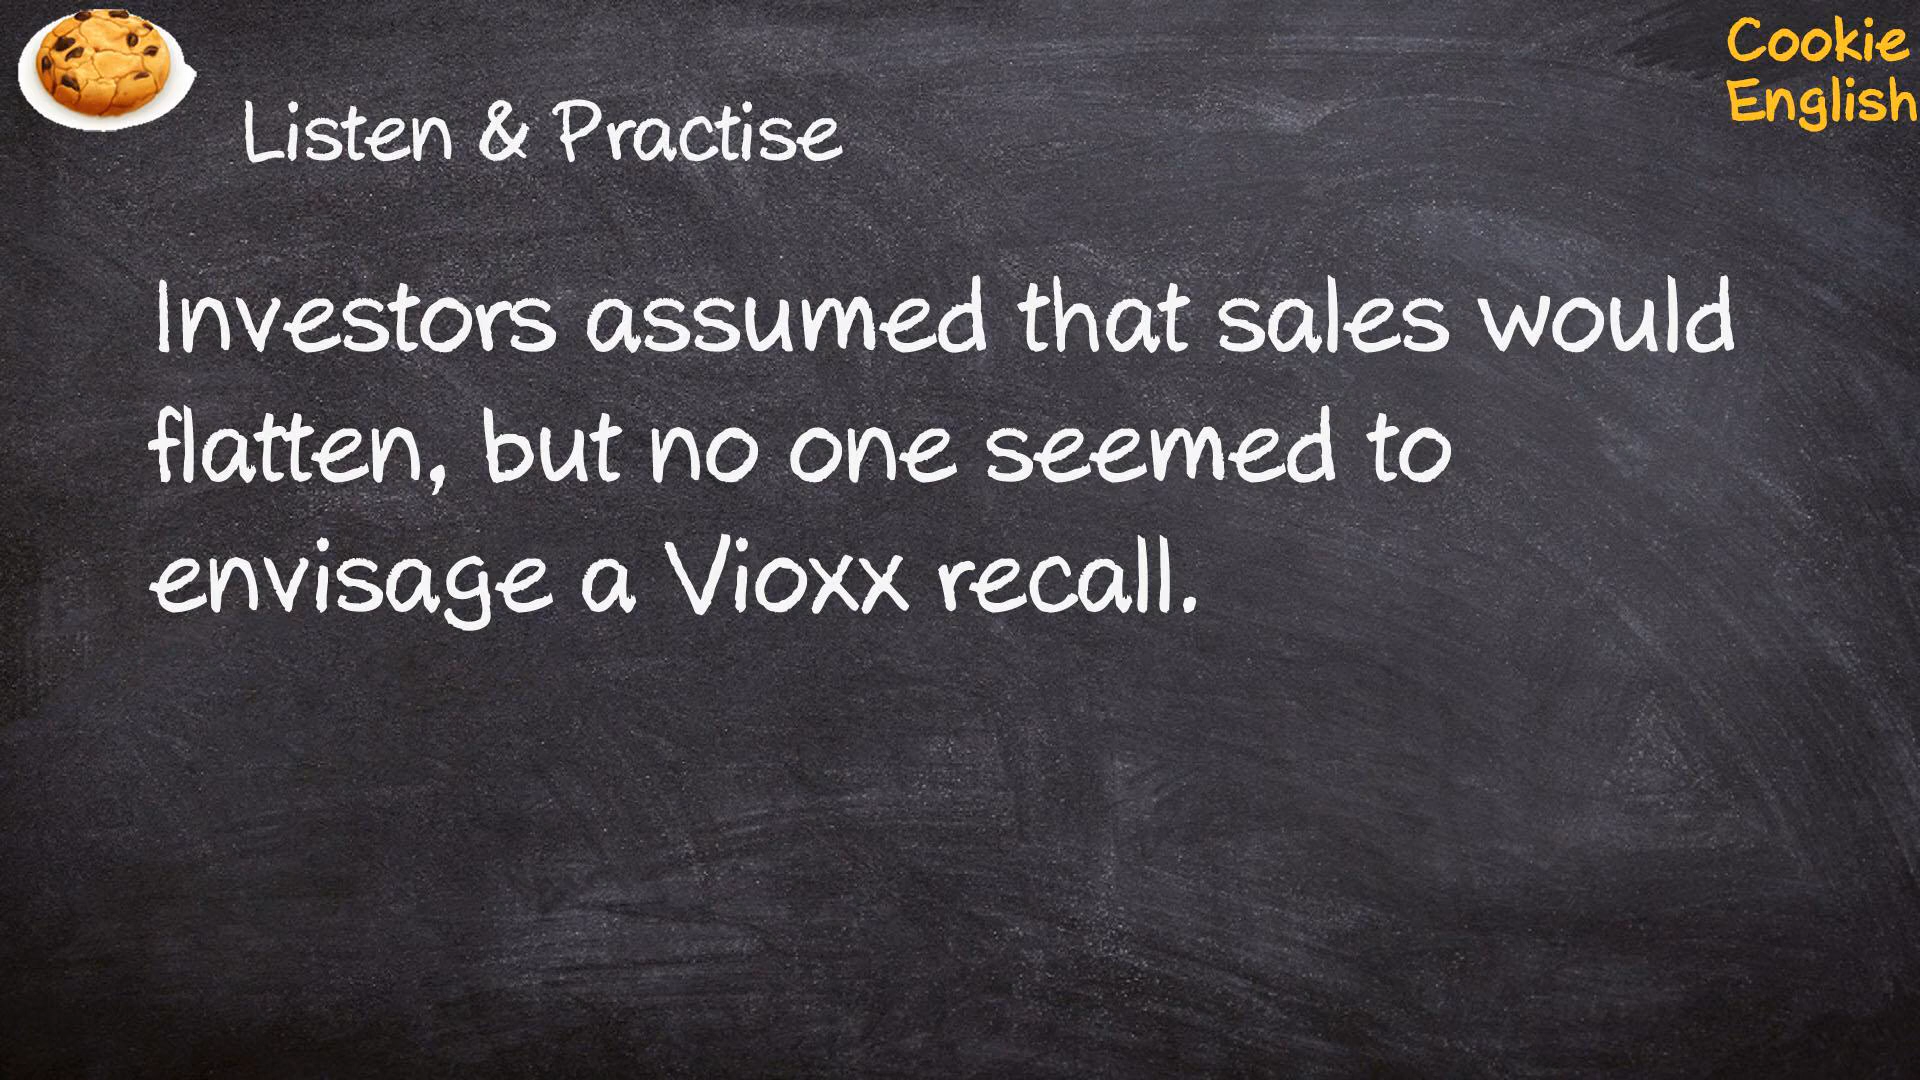 Cookie
English
Listen & Practise
Investors assumed that sales would
flatten, but no one seemed to
envisage a Vioxx recall.